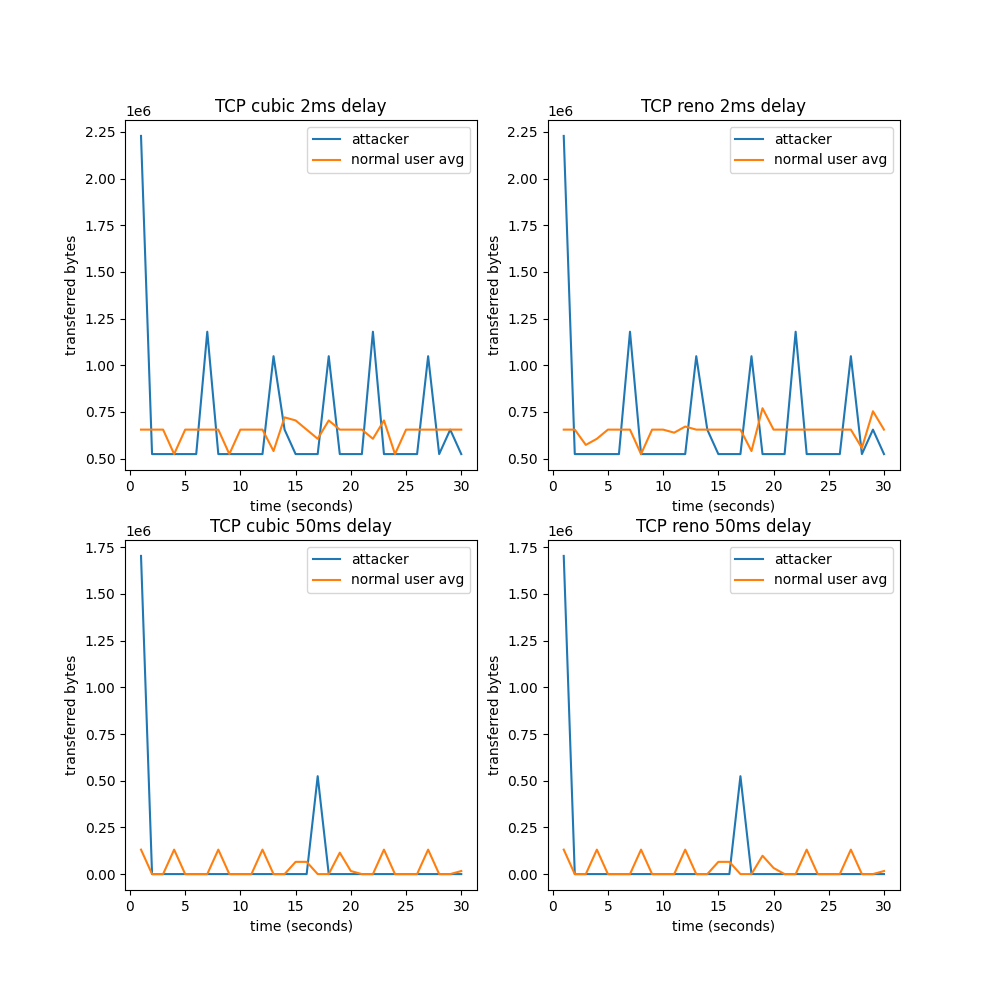 TCP cubic 2ms delay
1e6
attacker
normal user avg
2.25
2.00
1.75
1.50
1.25
1.00
0.75
0.50
transferred bytes
0 5 10 15 20 25 30
time (seconds)
TCP reno 2ms delay
1e6
attacker
normal user avg
2.25
2.00
1.75
1.50
1.25
1.00
0.75
0.50
transferred bytes
0 5 10 15 20 25 30
time (seconds)
TCP cubic 50ms delay
1e6
attacker
normal user avg
1.75
1.50
1.25
1.00
0.75
0.50
0.25
0.00
transferred bytes
0 5 10 15 20 25 30
time (seconds)
TCP reno 50ms delay
1e6
attacker
normal user avg
1.75
1.50
1.25
1.00
0.75
0.50
0.25
0.00
transferred bytes
0 5 10 15 20 25 30
time (seconds)